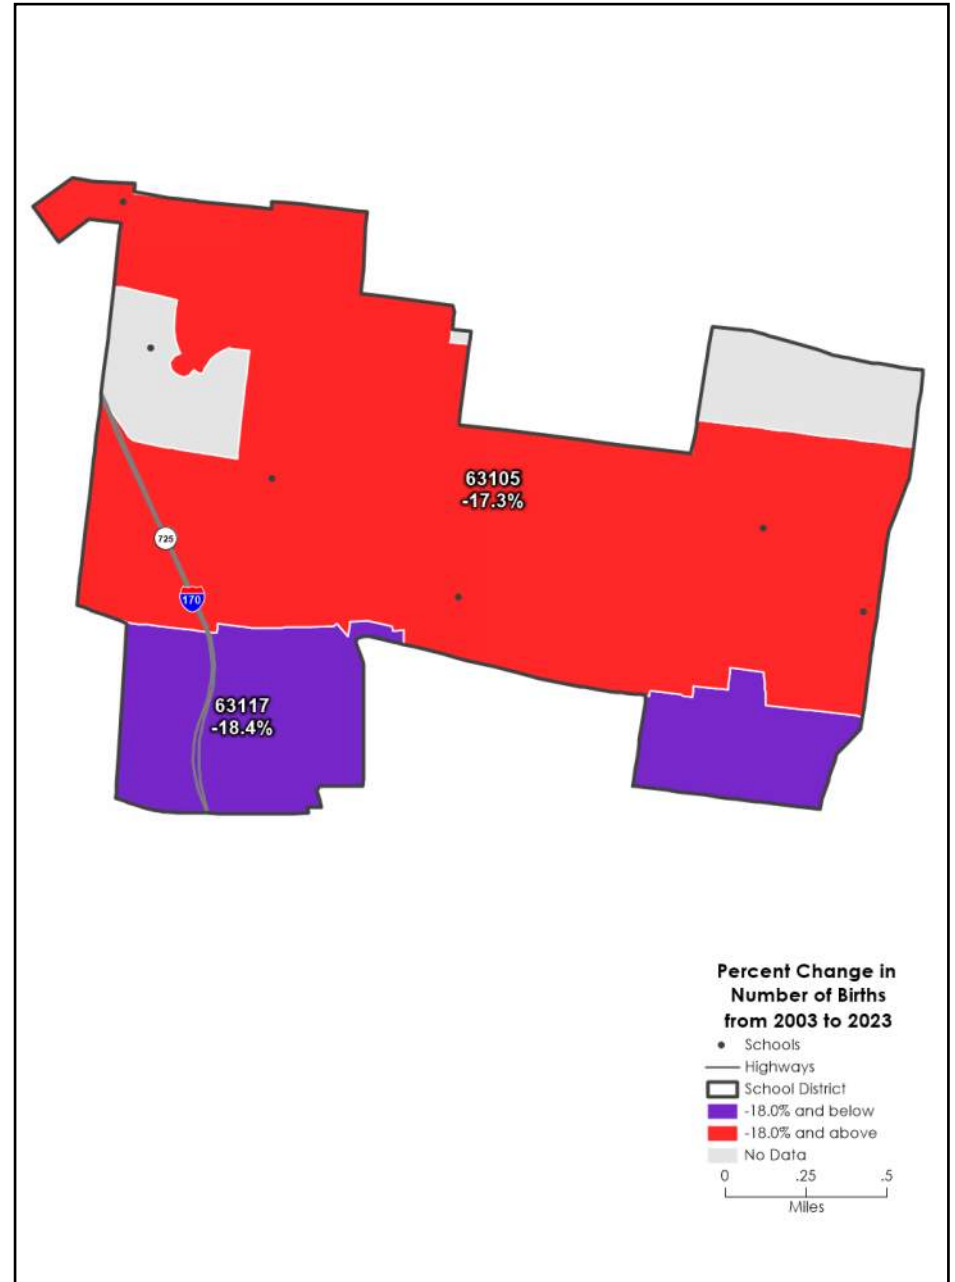 63105
-17.3%
725
170
63117
-18.4%
Percent Change in
Number of Births
from 2003 to 2023
Schools
Highways
School District
-18.0% and below
-18.0% and above
No Data
0 .25 .5
Miles